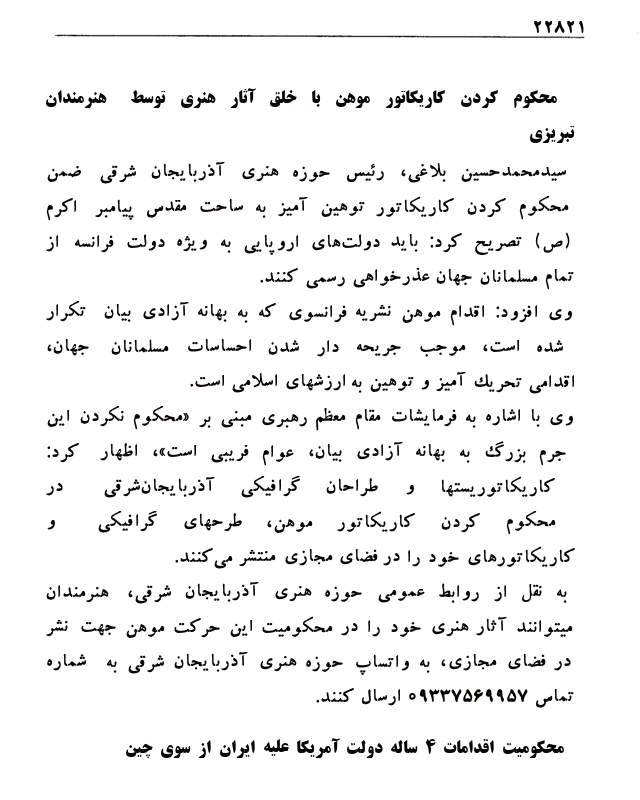 ۲۲۸۲۱
محکوم کردن کاریکاتور موهن با خلق آثار هنری توسط هنرمندان
تبریزی
سیدمحمدحسین بلاغی، رئیس حوزه هنری آذربایجان شرقی ضمن
محکوم کردن کاریکاتور توهین آمیز به ساحت مقدس پیامبر اکرم
(ص) تصریح کرد: باید دولت‌های اروپایی به ویژه دولت فرانسه از
تمام مسلمانان جهان عذرخواهی رسمی کنند.
وی افزود: اقدام موهن نشریه فرانسوی که به بهانه آزادی بیان تکرار
شده است، موجب جریحه دار شدن احساسات مسلمانان جهان،
اقدامی تحریك آمیز و توهین به ارزشهای اسلامی است.
وی با اشاره به فرمایشات مقام معظم رهبری مبنی بر «محکوم نکردن این
جرم بزرگ به بهانه آزادی بیان، عوام فریبی است»، اظهار کرد:
کاریکاتوریستها و طراحان گرافیکی آذربایجان‌شرقی در
محکوم کردن کاریکاتور موهن، طرحهای گرافیکی و
کاریکاتورهای خود را در فضای مجازی منتشر می‌کنند.
به نقل از روابط عمومی حوزه هنری آذربایجان شرقی، هنرمندان
میتوانند آثار هنری خود را در محکومیت این حرکت موهن جهت نشر
در فضای مجازی، به واتساپ حوزه هنری آذربایجان شرقی به شماره
تماس ۰۹۳۳۷۵۶۹۹۵۷ ارسال کنند.
محکومیت اقدامات ۴ ساله دولت آمریکا علیه ایران از سوی چین